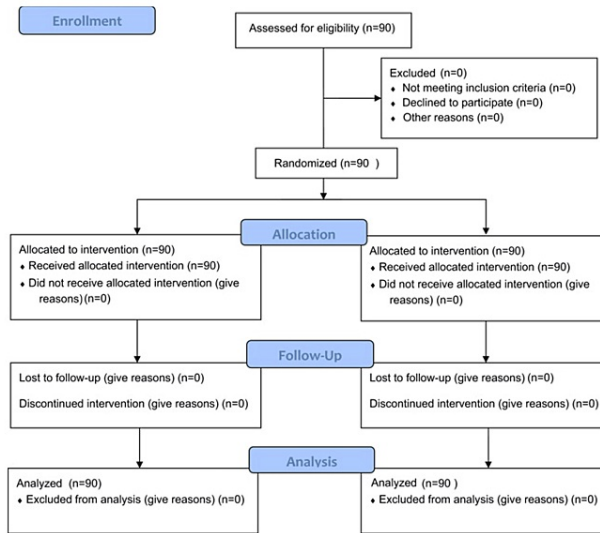 Enrollment
Assessed for eligibility (n=90)
Excluded (n=0)
♦ Not meeting inclusion criteria (n=0)
♦ Declined to participate (n=0)
♦ Other reasons (n=0)
Randomized (n=90 )
Allocation
Allocated to intervention (n=90)
♦ Received allocated intervention (n=90)
♦ Did not receive allocated intervention (give
reasons) (n=0)
Allocated to intervention (n=90)
♦ Received allocated intervention (n=90)
♦ Did not receive allocated intervention (give
reasons) (n=0)
Follow-Up
Lost to follow-up (give reasons) (n=0)
Discontinued intervention (give reasons) (n=0)
Lost to follow-up (give reasons) (n=0)
Discontinued intervention (give reasons) (n=0)
Analysis
Analyzed (n=90)
♦ Excluded from analysis (give reasons) (n=0)
Analyzed (n=90 )
♦ Excluded from analysis (give reasons) (n=0)